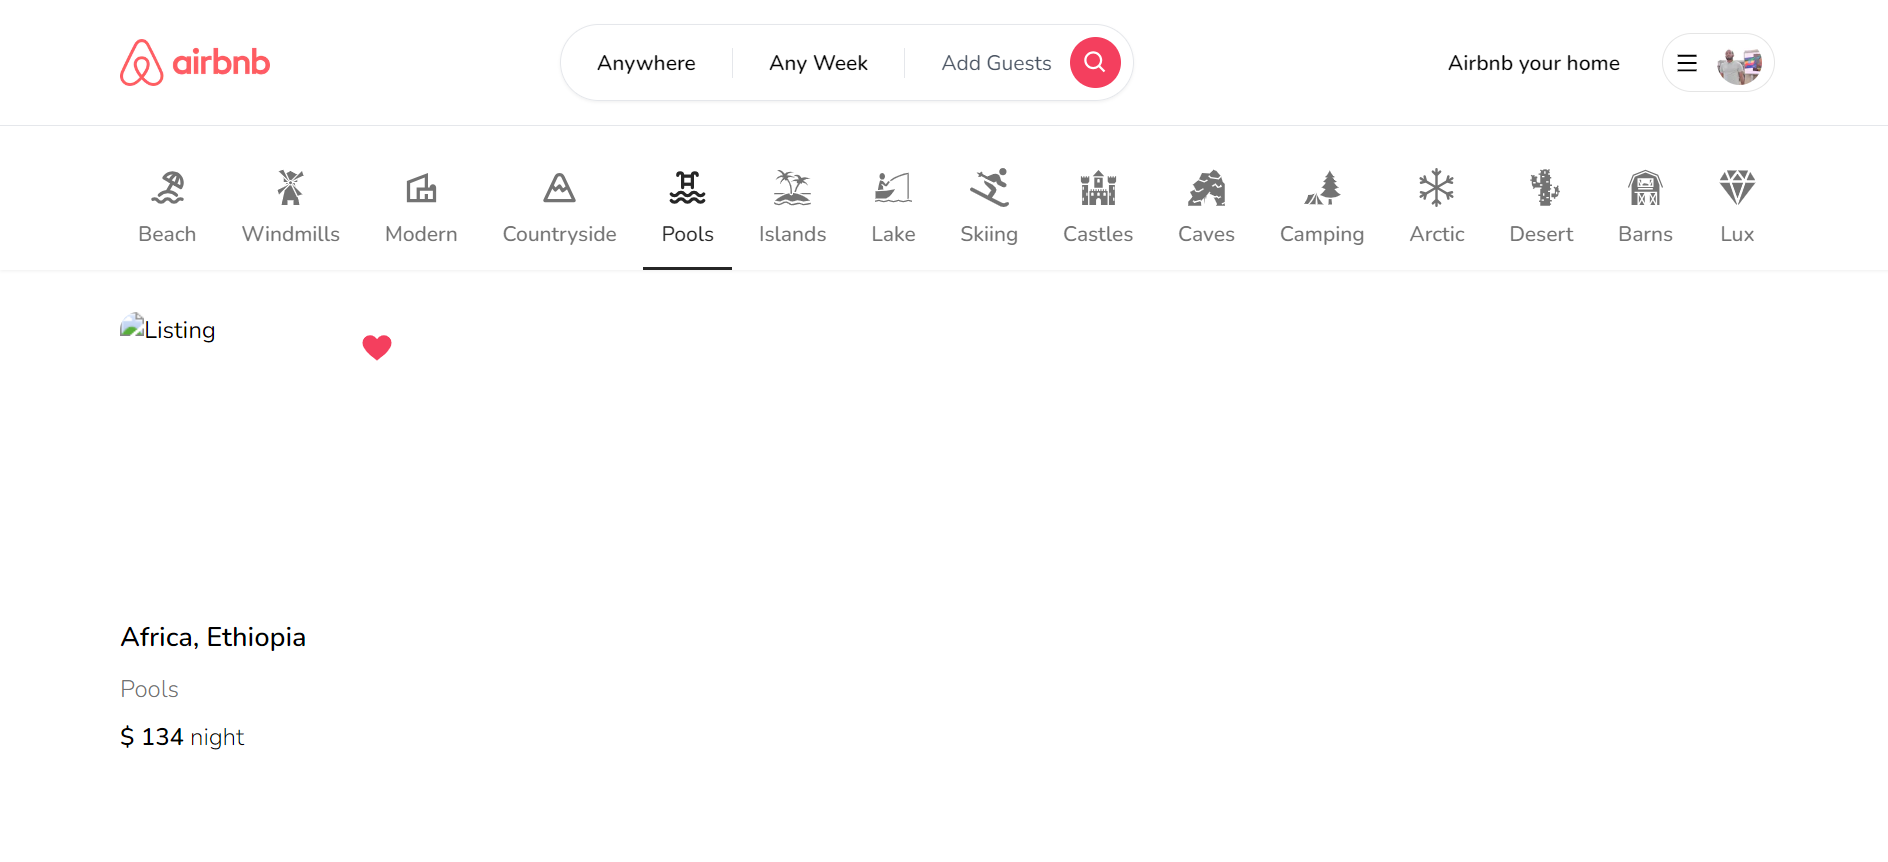 airbnb
Anywhere
Any Week
Add Guests
Airbnb your home
Beach
Windmills
Modern
Countryside
Pools
Islands
Lake
Skiing
Castles
Caves
Camping
Arctic
Desert
Barns
Lux
Listing
Africa, Ethiopia
Pools
$ 134 night